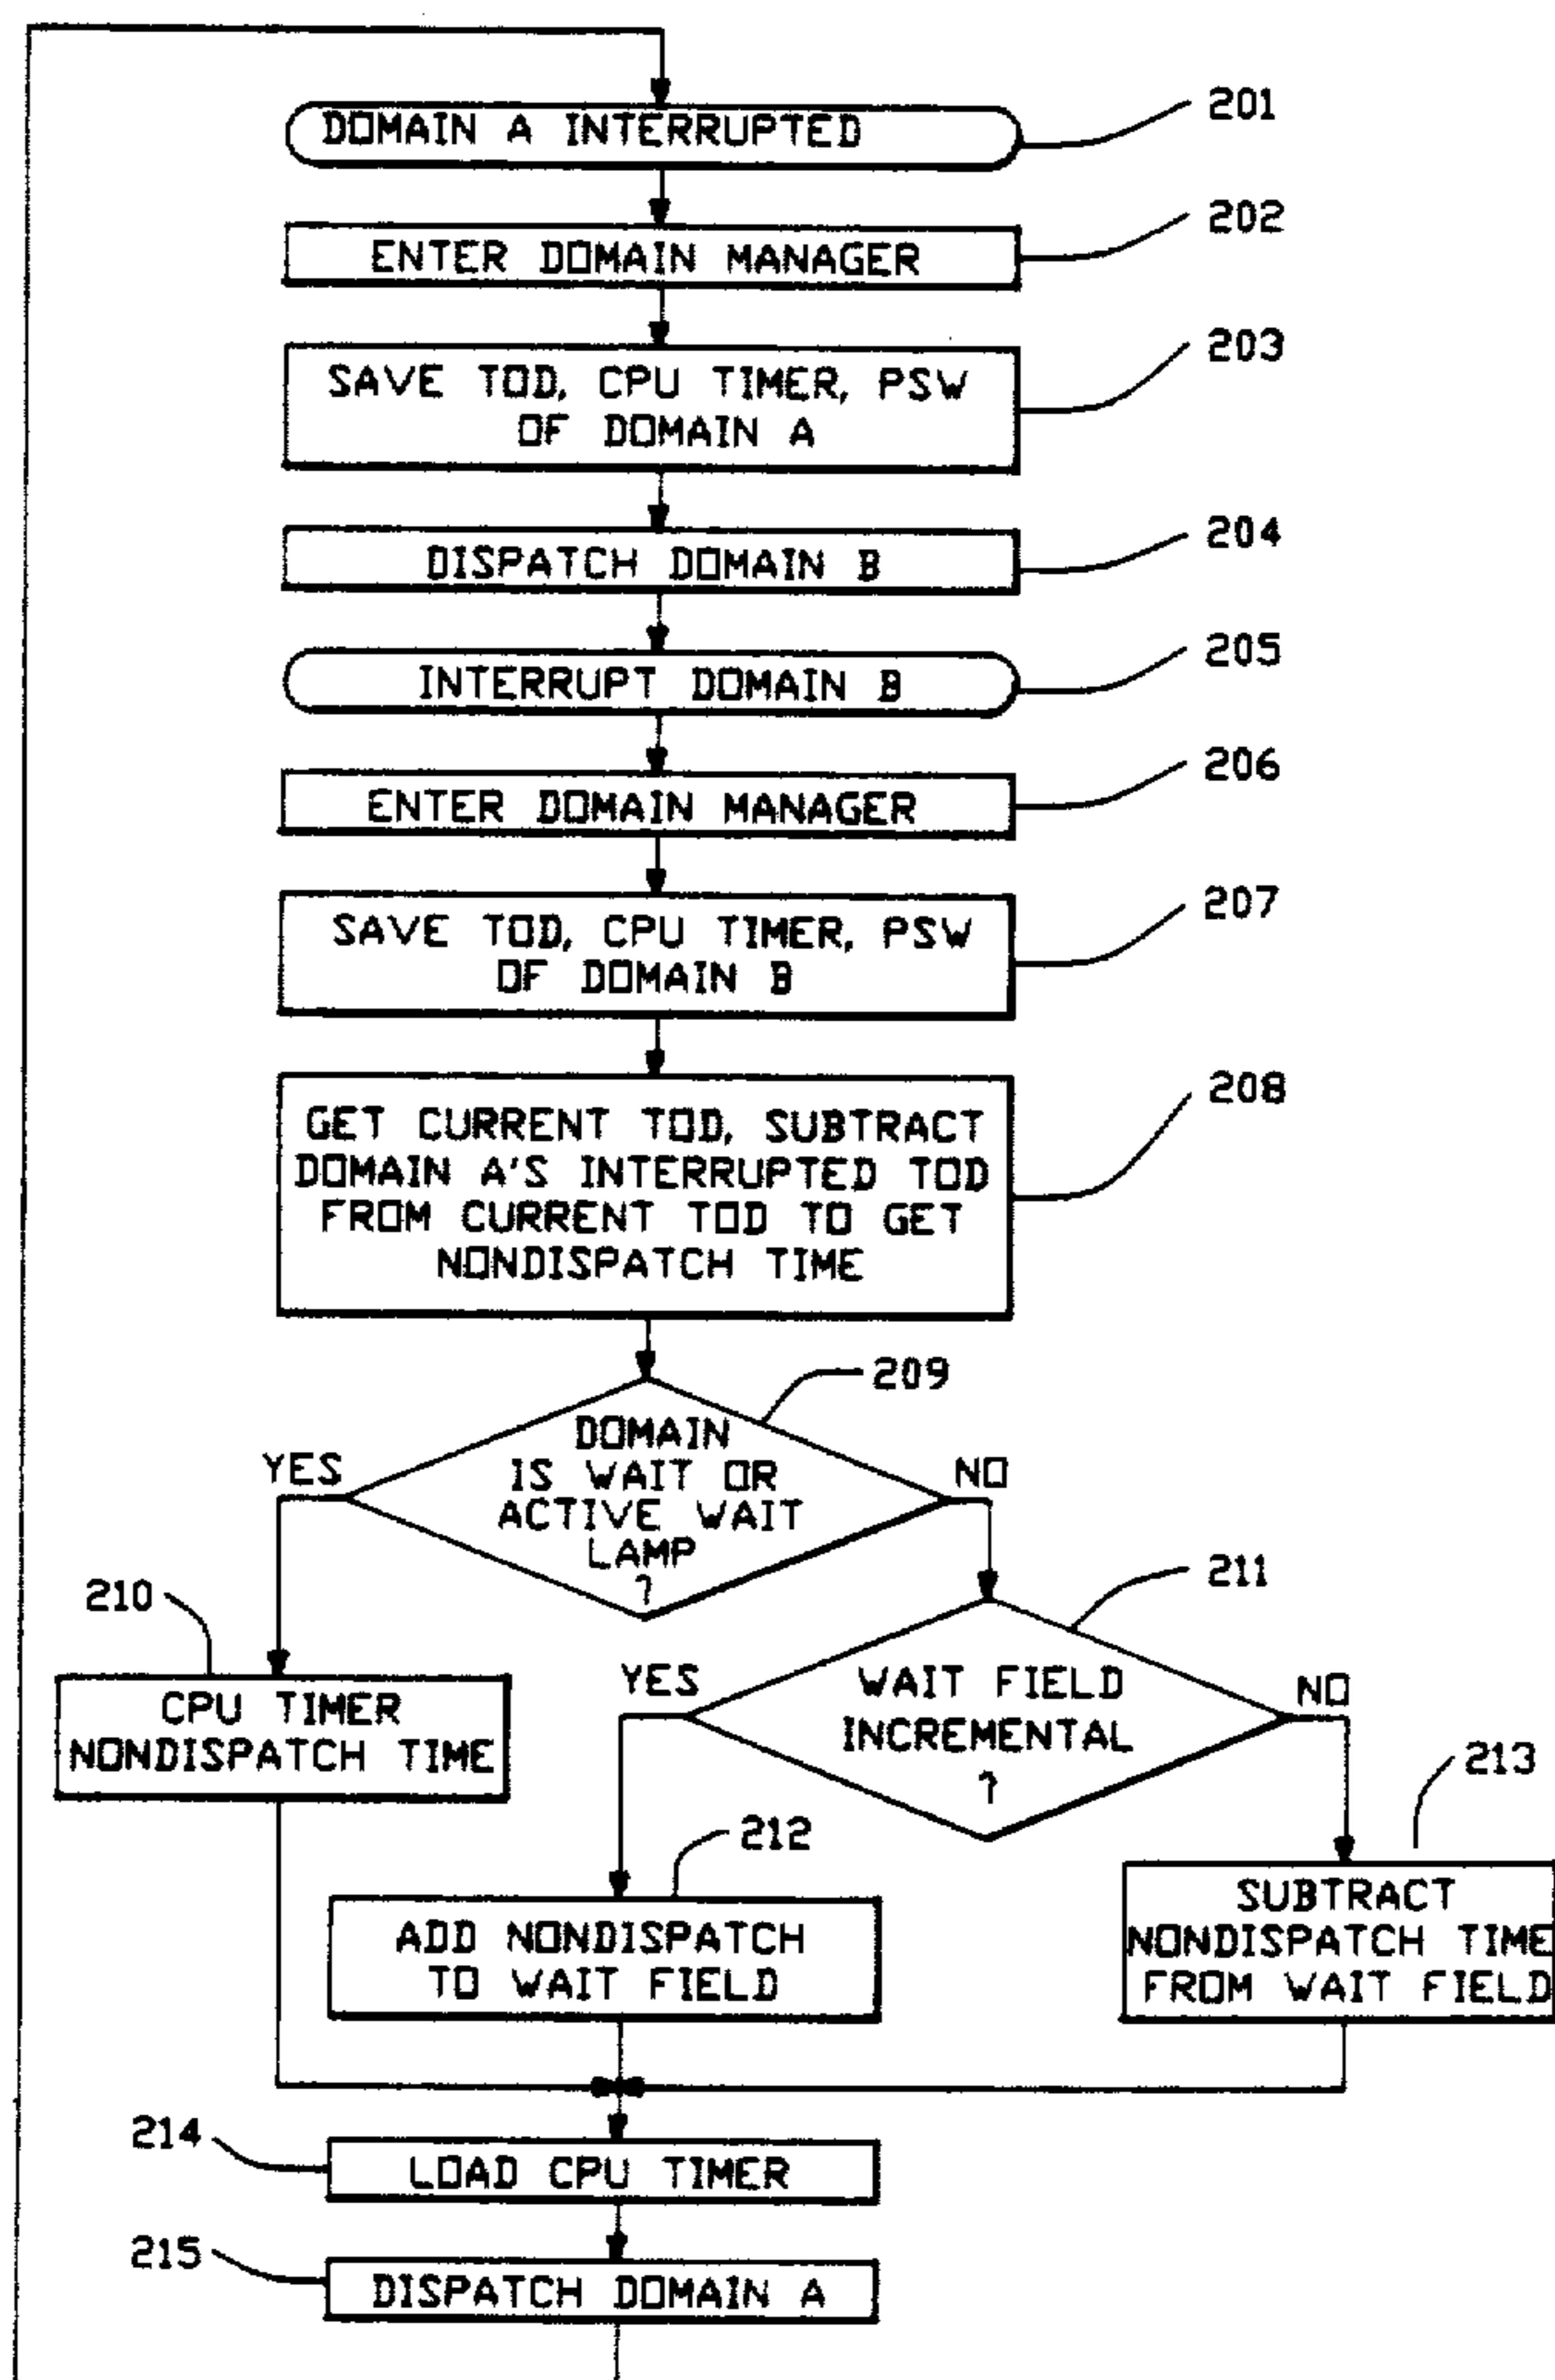 DOMAIN A INTERRUPTED
201
ENTER DOMAIN MANAGER
202
SAVE TOD, CPU TIMER, PSW
OF DOMAIN A
203
DISPATCH DOMAIN B
204
INTERRUPT DOMAIN B
205
ENTER DOMAIN MANAGER
206
SAVE TOD, CPU TIMER, PSW
OF DOMAIN B
207
GET CURRENT TOD, SUBTRACT
DOMAIN A'S INTERRUPTED TOD
FROM CURRENT TOD TO GET
NONDISPATCH TIME
208
209
DOMAIN
IS WAIT OR
ACTIVE WAIT
LAMP
?
YES
NO
210
CPU TIMER
NONDISPATCH TIME
211
WAIT FIELD
INCREMENTAL
?
YES
NO
212
ADD NONDISPATCH
TO WAIT FIELD
213
SUBTRACT
NONDISPATCH TIME
FROM WAIT FIELD
214
LOAD CPU TIMER
215
DISPATCH DOMAIN A